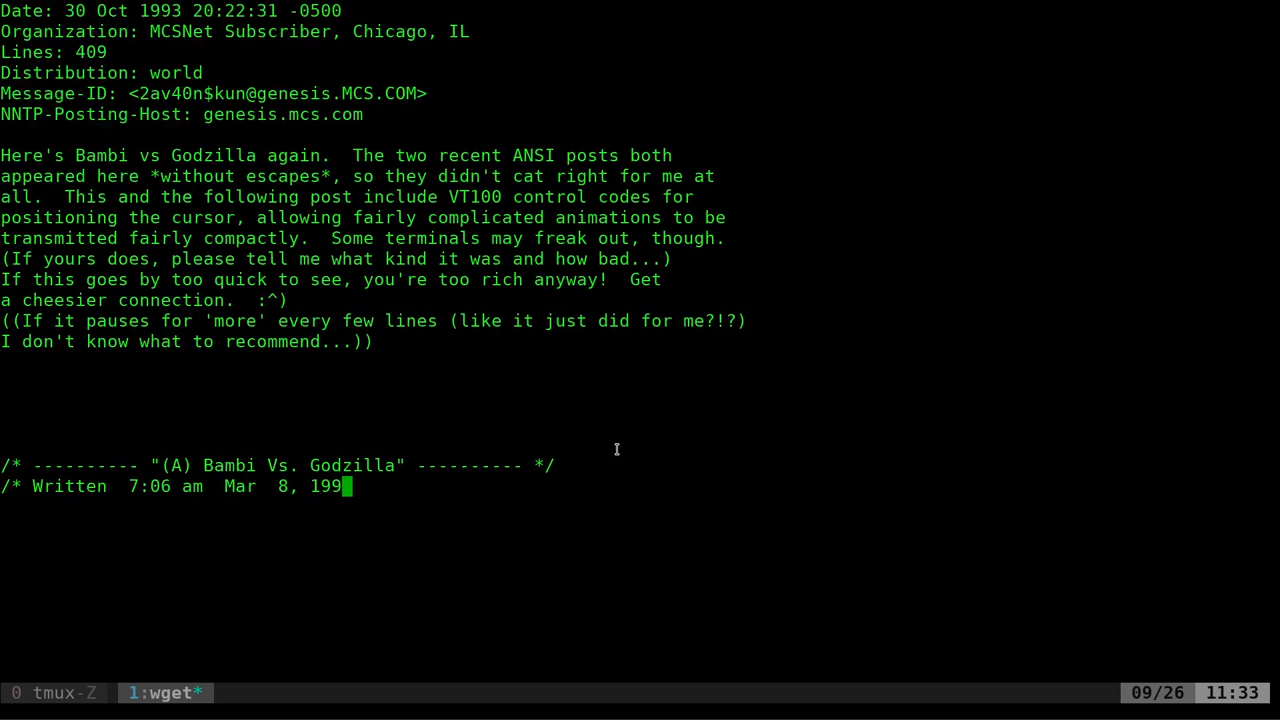 Date: 30 Oct 1993 20:22:31 -0500
Organization: MCSNet Subscriber, Chicago, IL
Lines: 409
Distribution: world
Message-ID: <2av40n$kun@genesis.MCS.COM>
NNTP-Posting-Host: genesis.mcs.com
Here's Bambi vs Godzilla again.  The two recent ANSI posts both
appeared here *without escapes*, so they didn't cat right for me at
all.  This and the following post include VT100 control codes for
positioning the cursor, allowing fairly complicated animations to be
transmitted fairly compactly.  Some terminals may freak out, though.
(If yours does, please tell me what kind it was and how bad...)
If this goes by too quick to see, you're too rich anyway!  Get
a cheesier connection.  :^)
((If it pauses for 'more' every few lines (like it just did for me?!?)
I don't know what to recommend...))
/* ---------- "(A) Bambi Vs. Godzilla" ---------- */
/* Written  7:06 am  Mar  8, 199
0 tmux-Z 1:wget* 09/26 11:33